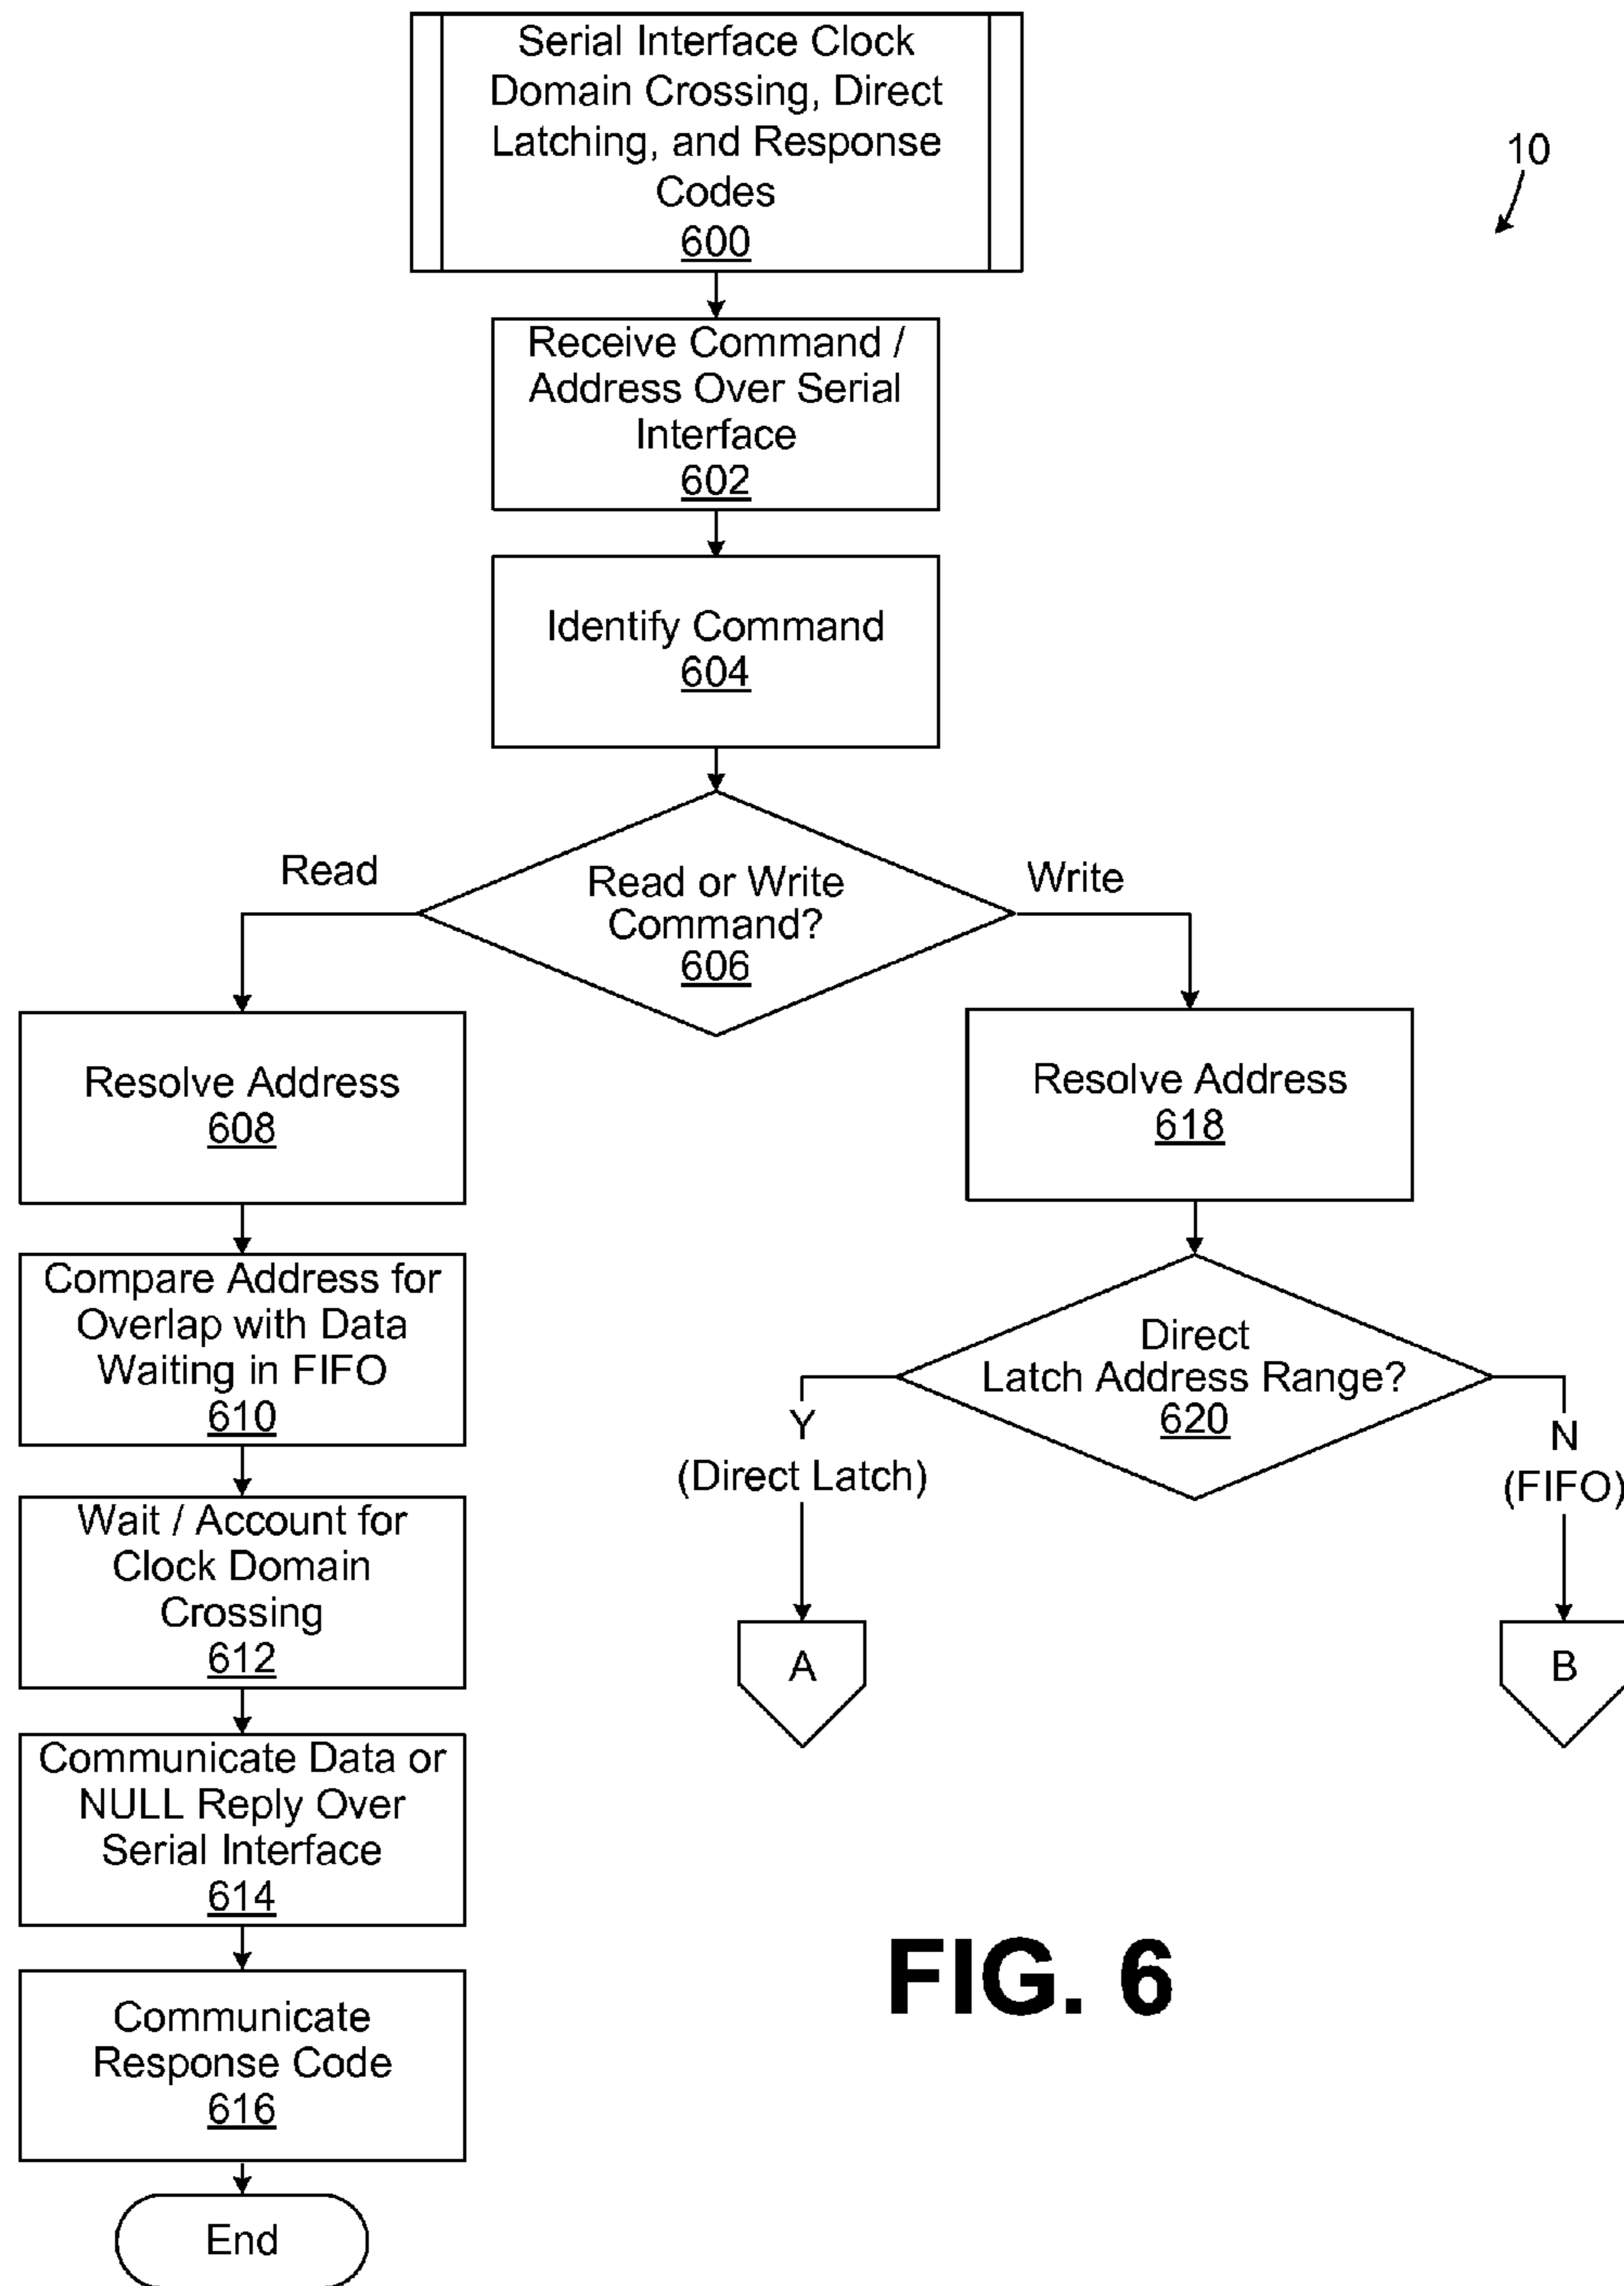 Serial Interface Clock
Domain Crossing, Direct
Latching, and Response
Codes
600
10
Receive Command /
Address Over Serial
Interface
602
Identify Command
604
Read
Read or Write
Command?
606
Write
Resolve Address
608
Resolve Address
618
Compare Address for
Overlap with Data
Waiting in FIFO
610
Direct
Latch Address Range?
620
Y
(Direct Latch)
N
(FIFO)
Wait / Account for
Clock Domain
Crossing
612
A
B
Communicate Data or
NULL Reply Over
Serial Interface
614
FIG. 6
Communicate
Response Code
616
End